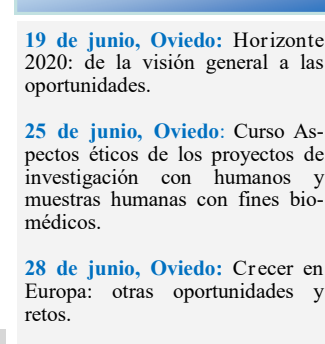 19 de junio, Oviedo: Horizonte
2020: de la visión general a las
oportunidades.
25 de junio, Oviedo: Curso As-
pectos éticos de los proyectos de
investigación con humanos y
muestras humanas con fines bio-
médicos.
28 de junio, Oviedo: Crecer en
Europa: otras oportunidades y
retos.